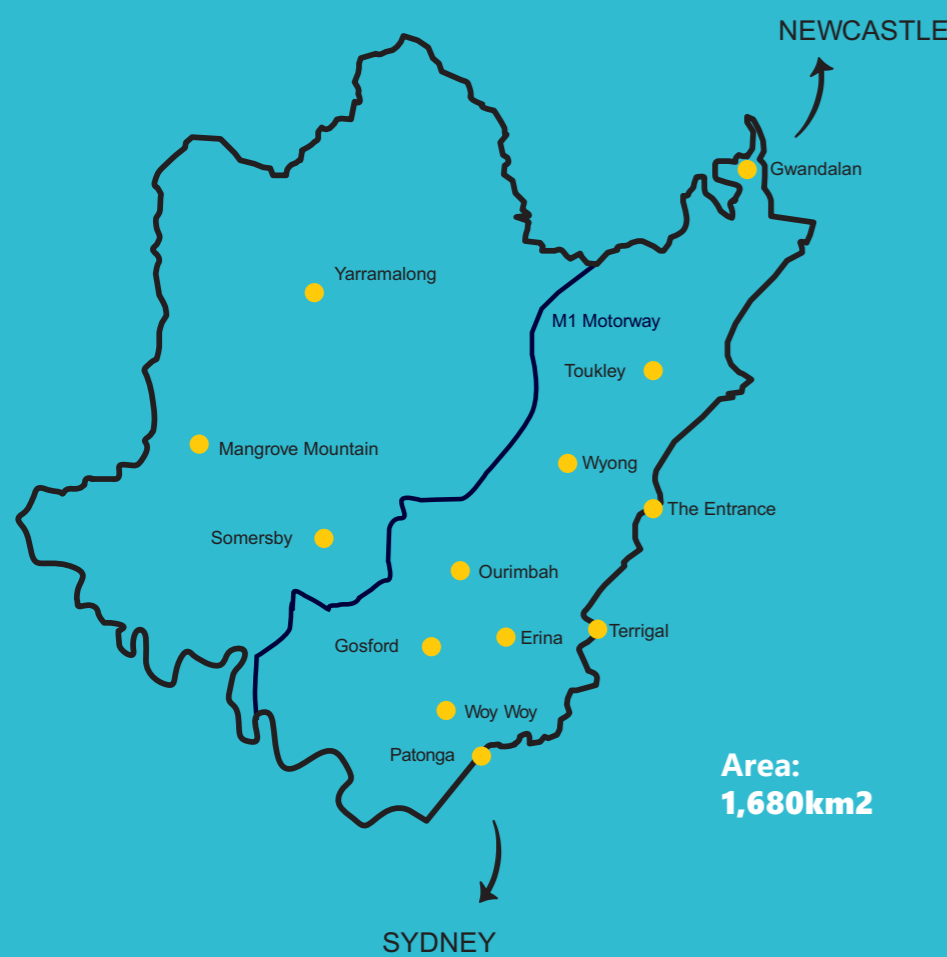 NEWCASTLE
Gwandalan
Yarramalong
M1 Motorway
Toukley
Mangrove Mountain
Wyong
The Entrance
Somersby
Ourimbah
Terrigal
Erina
Gosford
Woy Woy
Patonga
Area:
1,680km2
SYDNEY